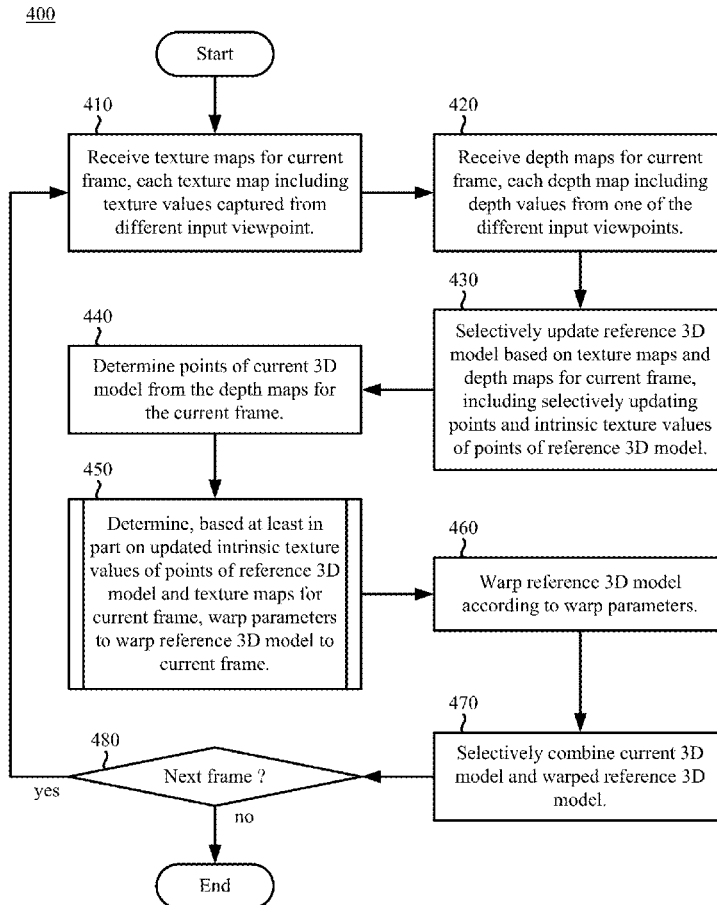 400
Start
410
Receive texture maps for current
frame, each texture map including
texture values captured from
different input viewpoint.
420
Receive depth maps for current
frame, each depth map including
depth values from one of the
different input viewpoints.
430
Selectively update reference 3D
model based on texture maps and
depth maps for current frame,
including selectively updating
points and intrinsic texture values
of points of reference 3D model.
440
Determine points of current 3D
model from the depth maps for
the current frame.
450
Determine, based at least in
part on updated intrinsic texture
values of points of reference 3D
model and texture maps for
current frame, warp parameters
to warp reference 3D model to
current frame.
460
Warp reference 3D model
according to warp parameters.
470
Selectively combine current 3D
model and warped reference 3D
model.
480
Next frame ?
yes
no
End